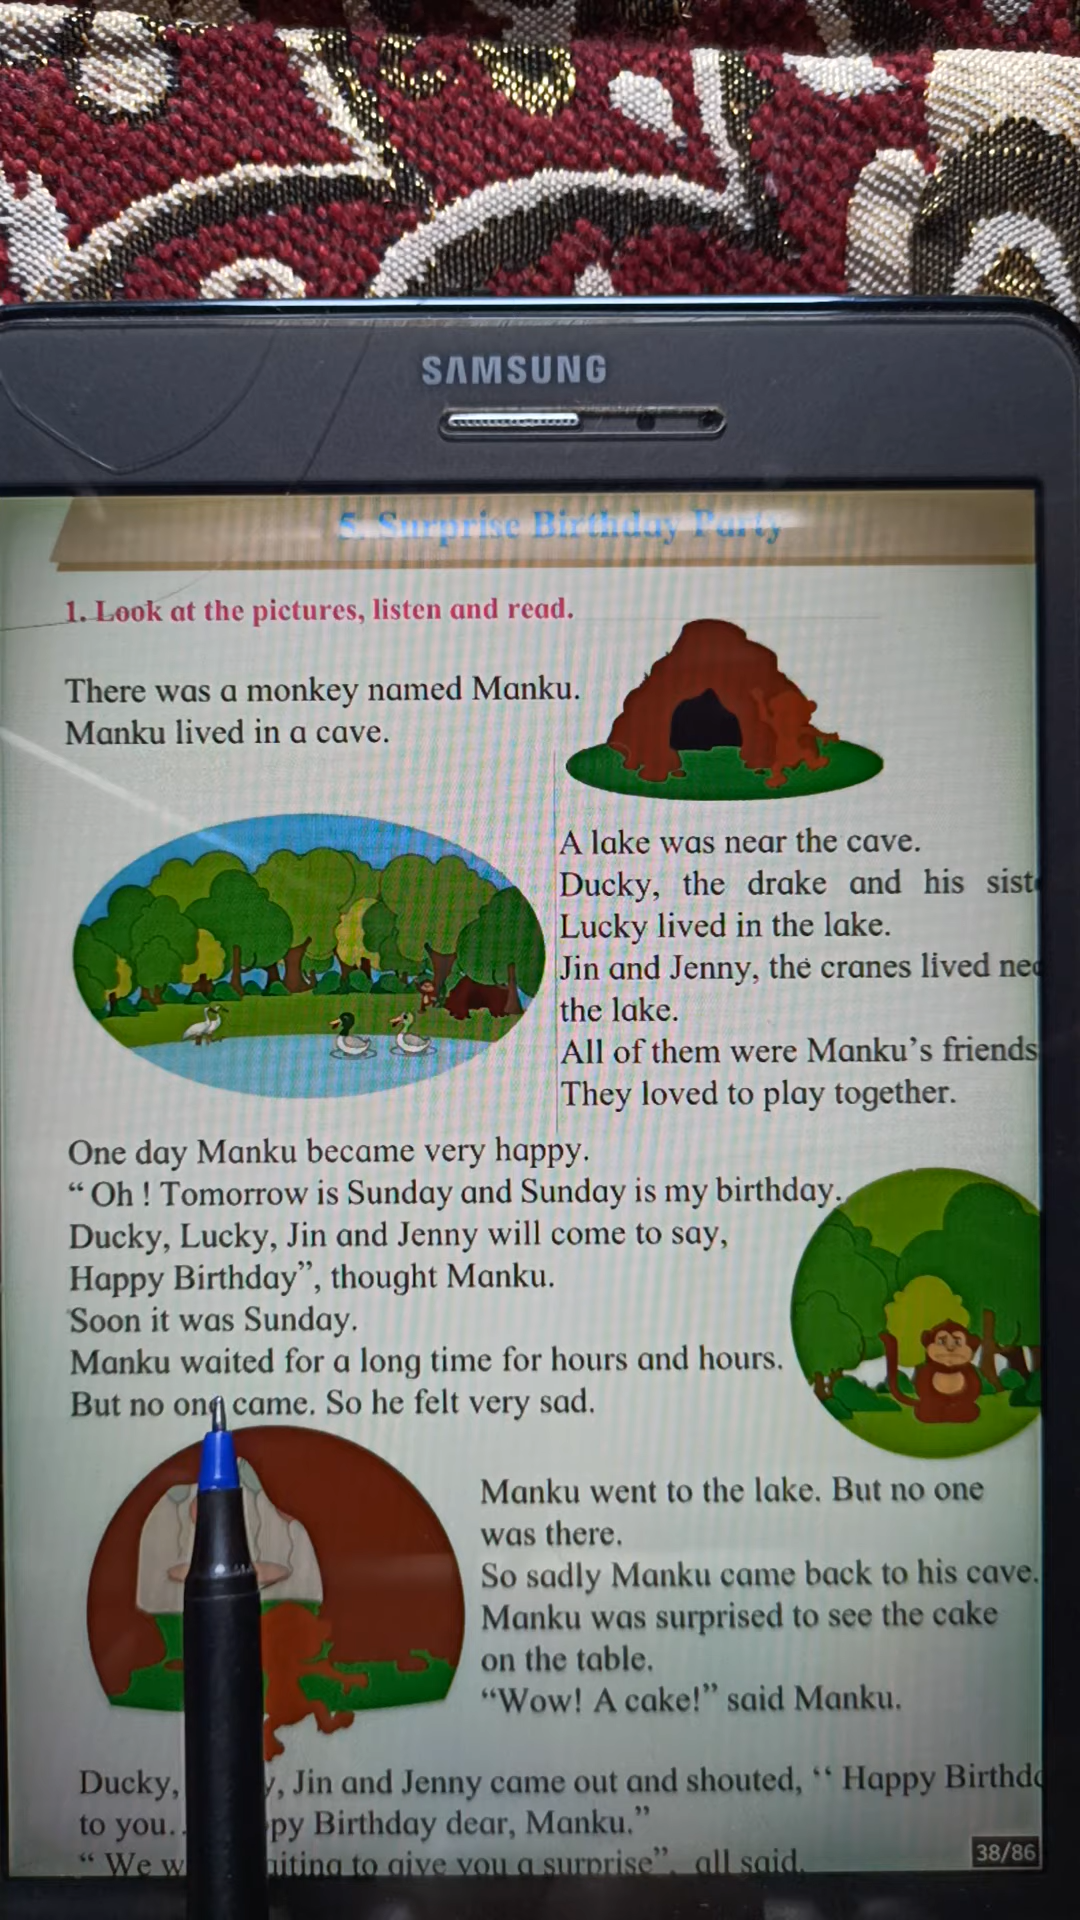 SAMSUNG
5. Surprise Birthday Party
1. Look at the pictures, listen and read.
There was a monkey named Manku.
Manku lived in a cave.
A lake was near the cave.
Ducky, the drake and his sist
Lucky lived in the lake.
Jin and Jenny, the cranes lived
the lake.
All of them were Manku's friends
They loved to play together.
One day Manku became very happy.
“ Oh ! Tomorrow is Sunday and Sunday is my birthday.
Ducky, Lucky, Jin and Jenny will come to say,
Happy Birthday”, thought Manku.
Soon it was Sunday.
Manku waited for a long time for hours and hours.
But no one came. So he felt very sad.
Manku went to the lake. But no one
was there.
So sadly Manku came back to his cave.
Manku was surprised to see the cake
on the table.
“Wow! A cake!” said Manku.
Ducky, Jin and Jenny came out and shouted, “ Happy
to you. Birthday dear, Manku.”
“ We to give you a surprise”, all said.
38/86